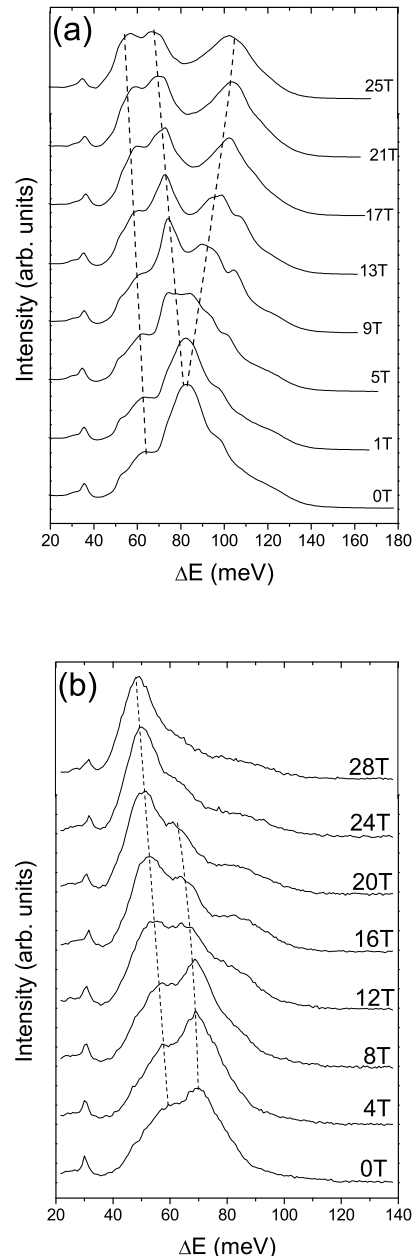 (a)
25T
21T
17T
13T
9T
5T
1T
0T
Intensity (arb. units)
20 40 60 80 100 120 140 160 180
ΔE (meV)
(b)
28T
24T
20T
16T
12T
8T
4T
0T
Intensity (arb. units)
20 40 60 80 100 120 140
ΔE (meV)